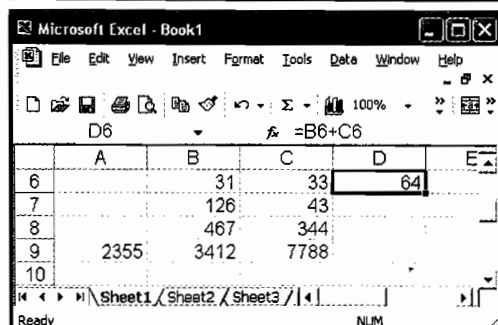 Microsoft Excel - Book1
File Edit View Insert Format Tools Data Window Help
Σ 100% » »
D6 fx =B6+C6
A B C D E
6 31 33 64
7 126 43
8 467 344
9 2355 3412 7788
10
Sheet1 / Sheet2 / Sheet3 /
Ready NUM